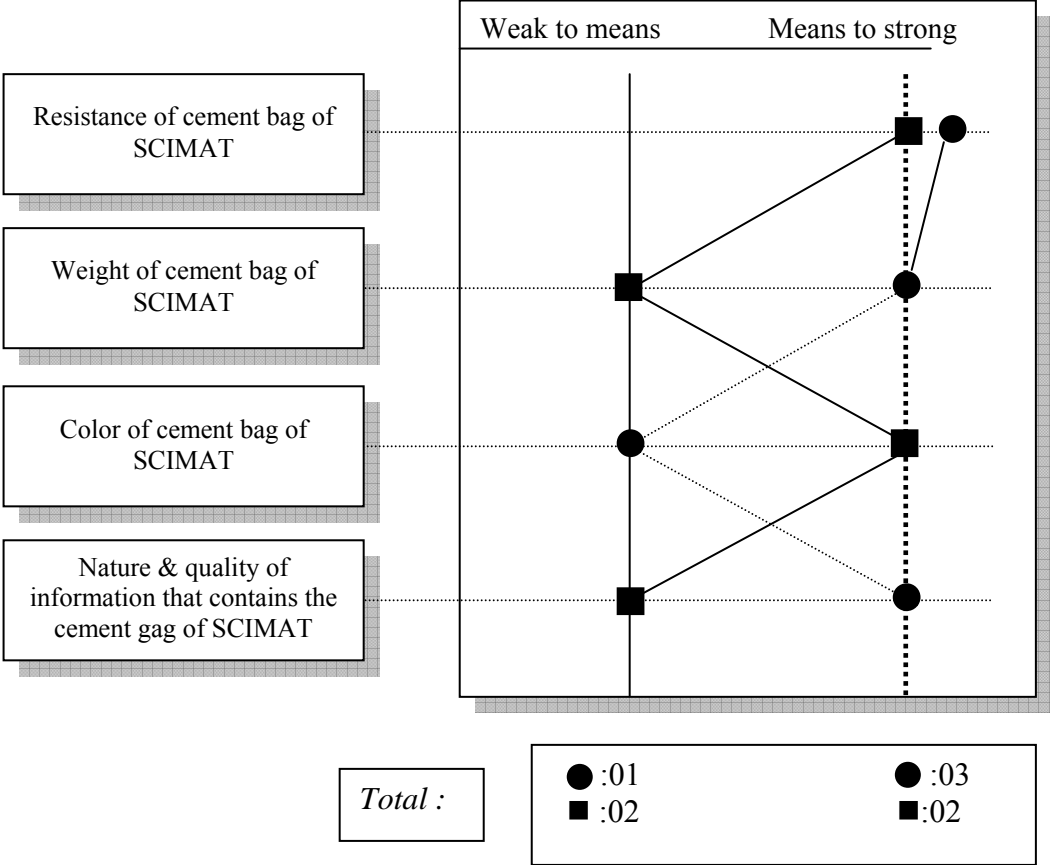 Weak to means
Means to strong
Resistance of cement bag of
SCIMAT
Weight of cement bag of
SCIMAT
Color of cement bag of
SCIMAT
Nature & quality of
information that contains the
cement gag of SCIMAT
Total :
:01
:03
:02
:02